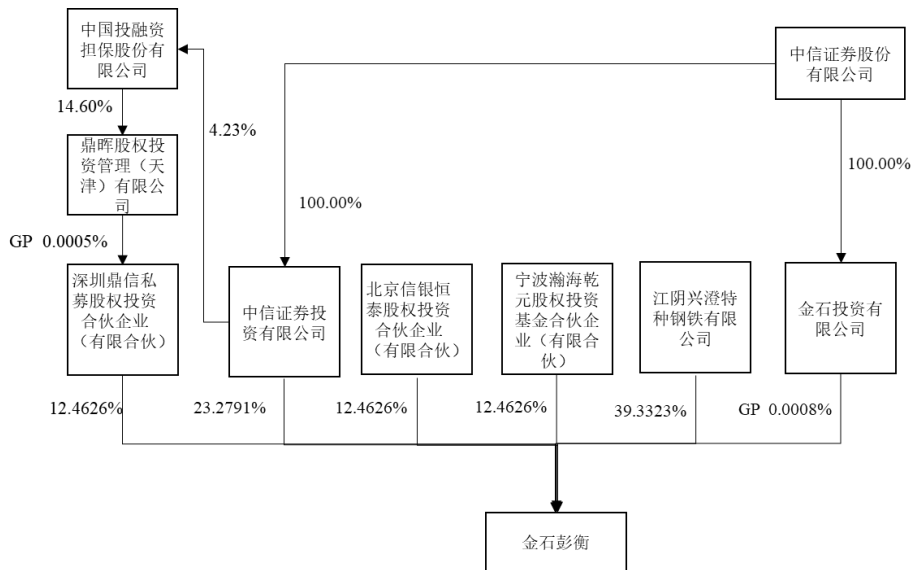 中国投融资
担保股份有
限公司
中信证券股份
有限公司
14.60%
4.23%
鼎晖股权投
资管理（天
津）有限公
司
100.00%
100.00%
GP 0.0005%
深圳鼎信私
募股权投资
合伙企业
（有限合伙）
中信证券投
资有限公司
北京信银恒
泰股权投资
合伙企业
（有限合伙）
宁波瀚海乾
元股权投资
基金合伙企
业（有限合
伙）
江阴兴澄特
种钢铁有限
公司
金石投资有
限公司
12.4626%
23.2791%
12.4626%
12.4626%
39.3323%
GP 0.0008%
金石彭衡